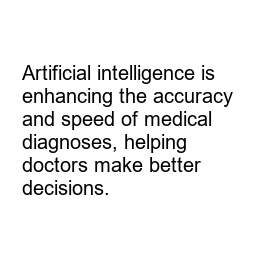 Artificial intelligence is
enhancing the accuracy
and speed of medical
diagnoses, helping
doctors make better
decisions.